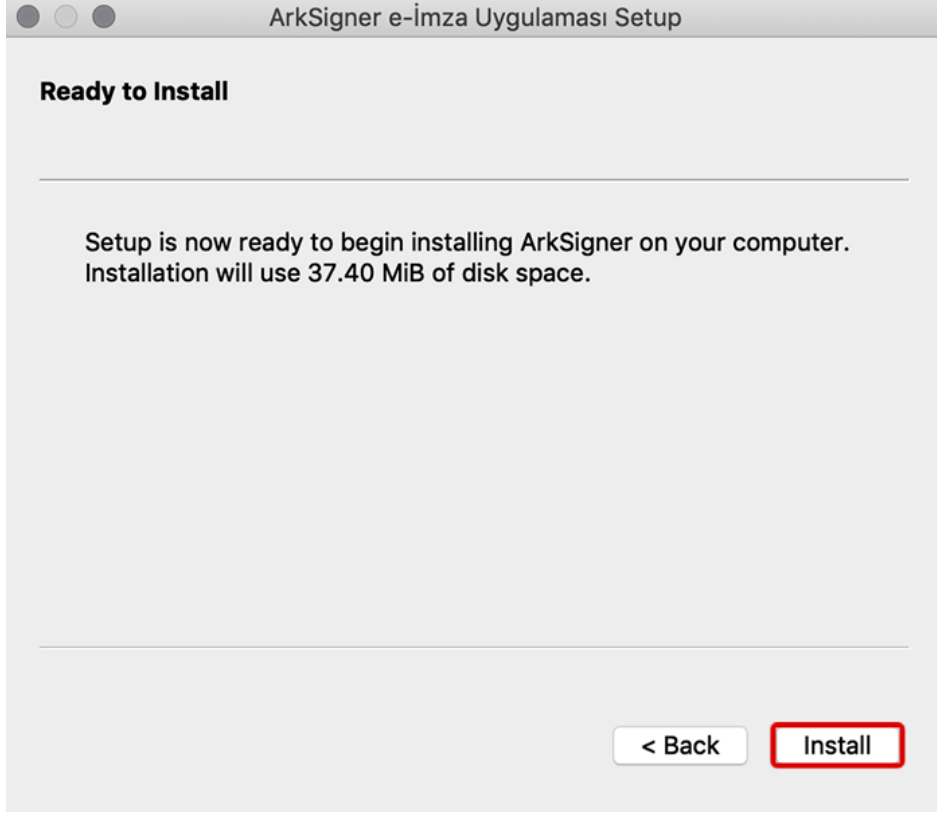 ArkSigner e-İmza Uygulaması Setup
Ready to Install
Setup is now ready to begin installing ArkSigner on your computer.
Installation will use 37.40 MiB of disk space.
< Back Install